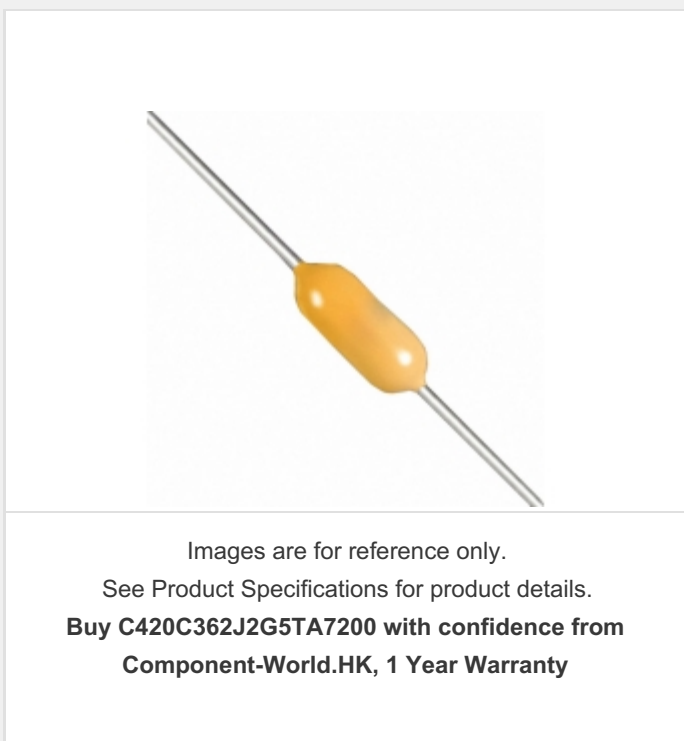 Images are for reference only.
See Product Specifications for product details.
Buy C420C362J2G5TA7200 with confidence from
Component-World.HK, 1 Year Warranty